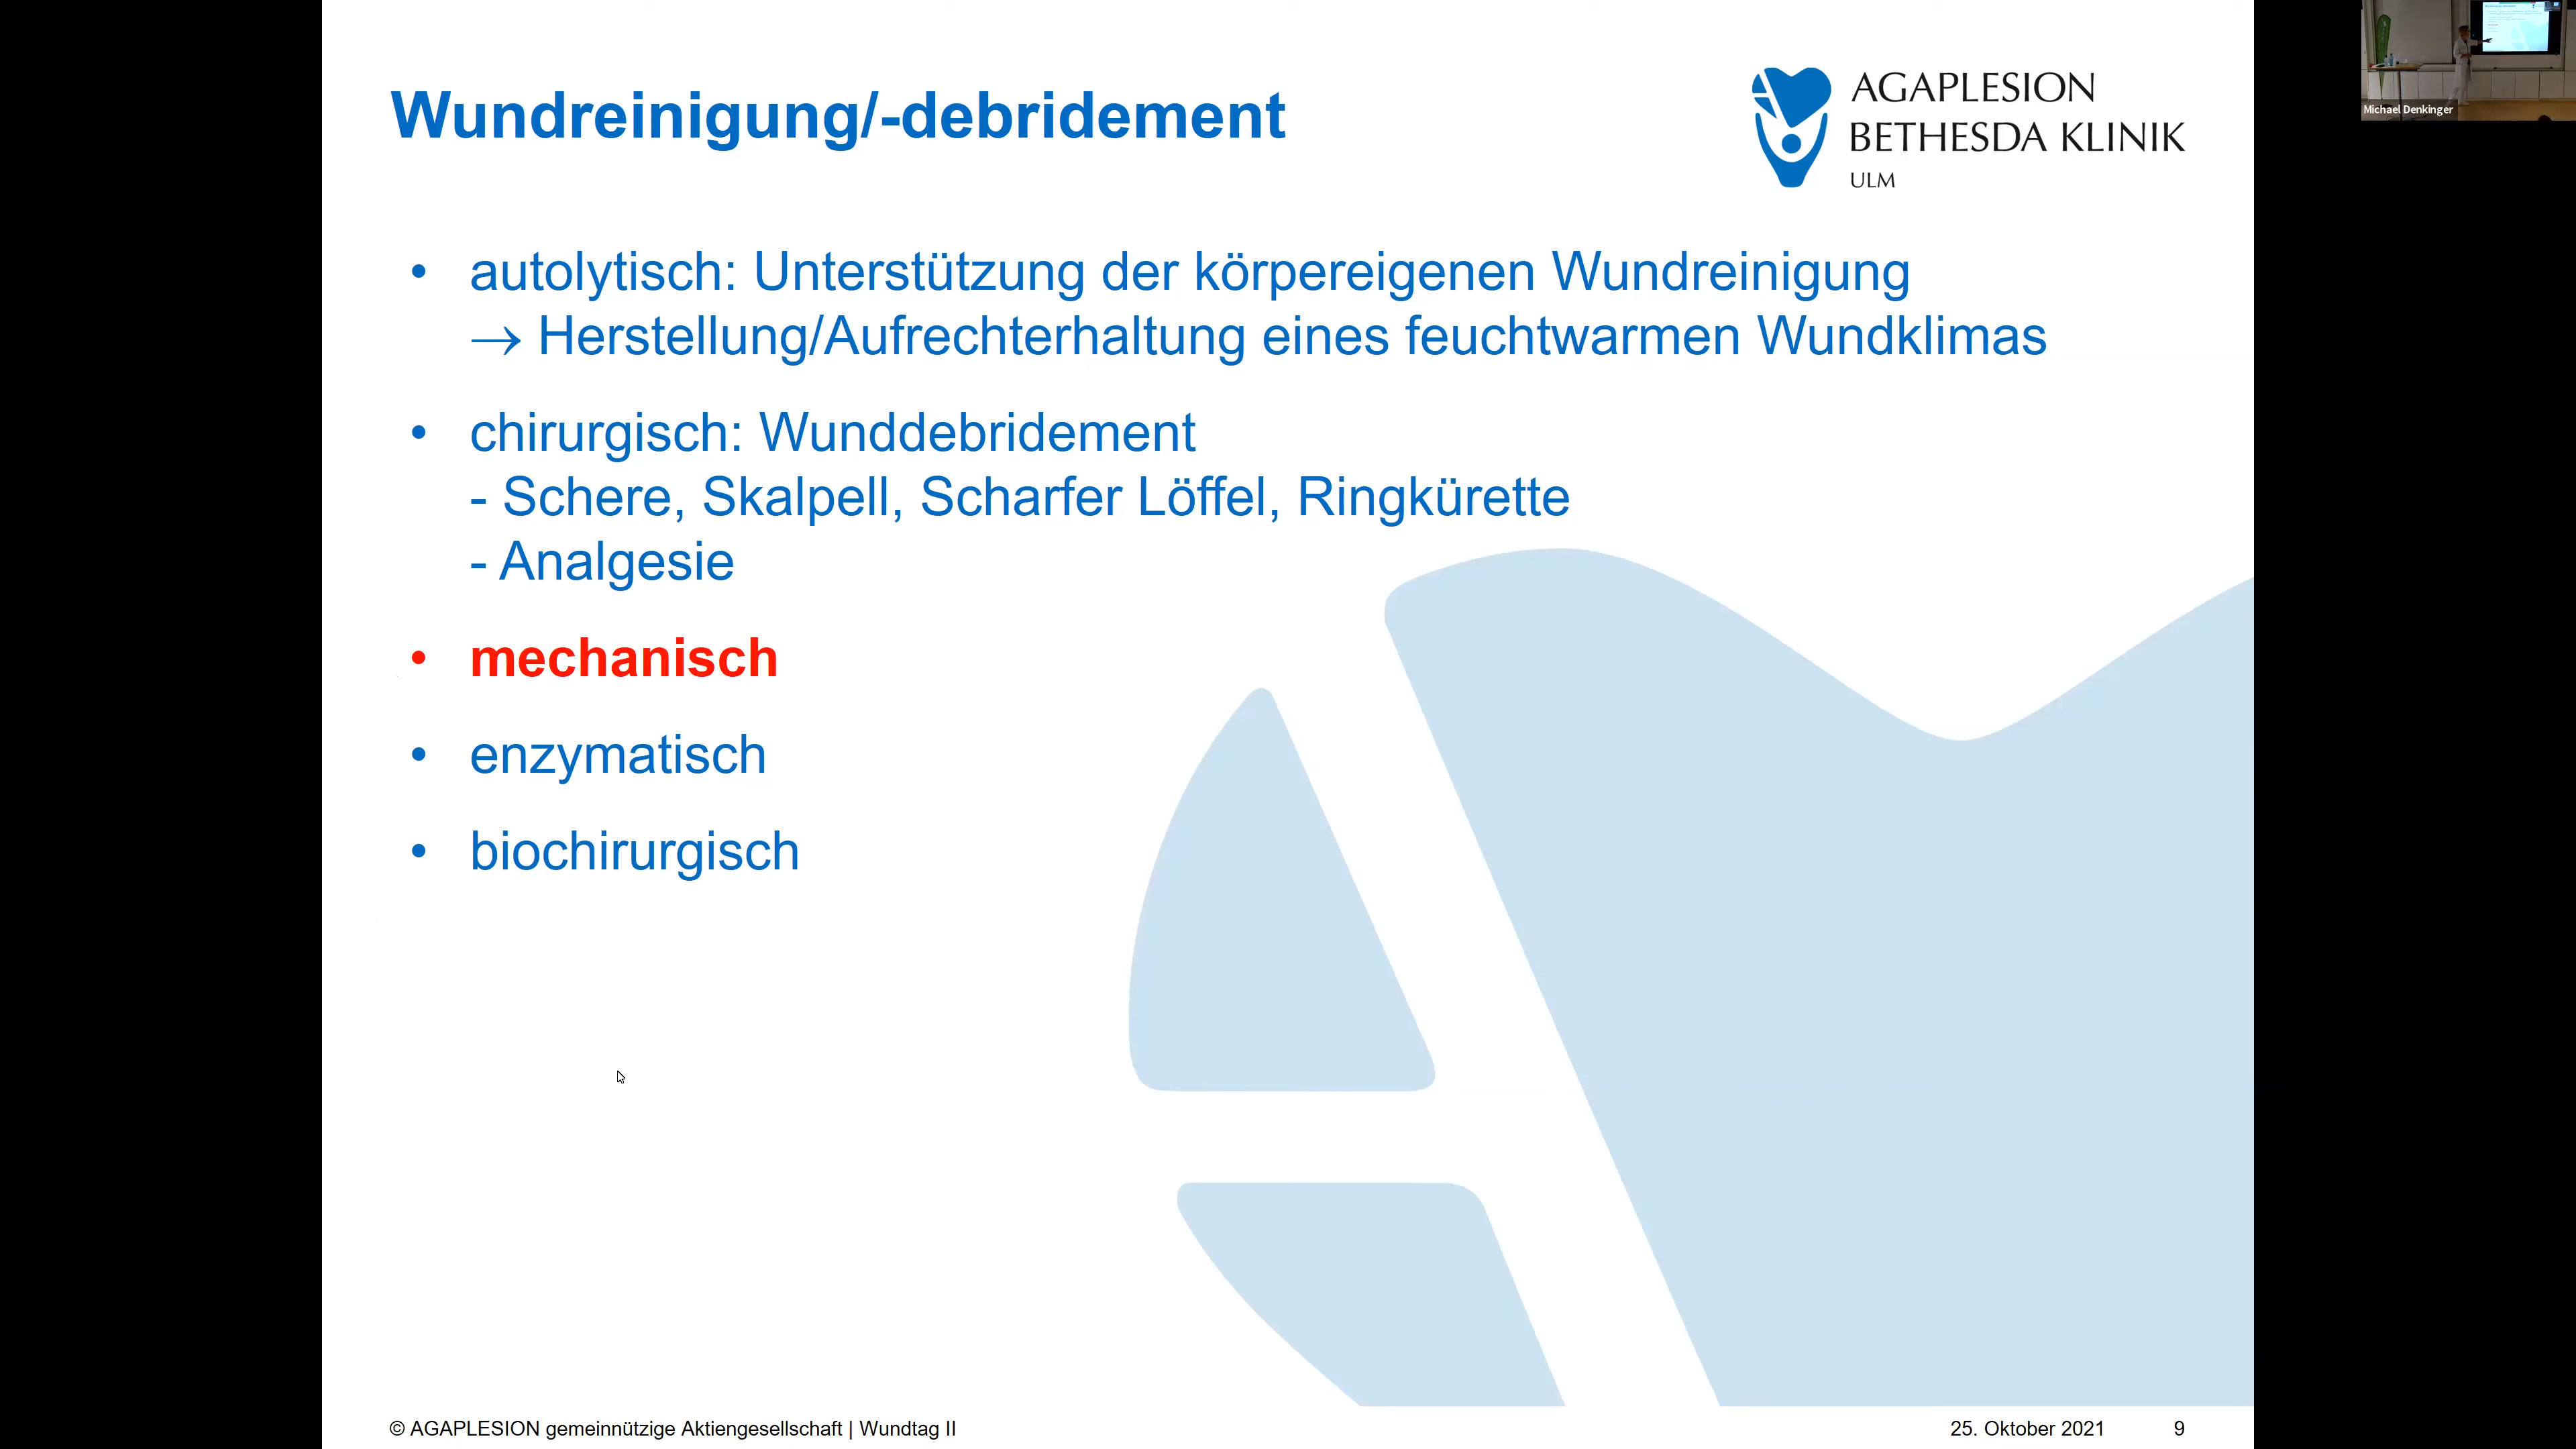 Wundreinigung/-debridement
AGAPLESION
BETHESDA KLINIK
ULM
Michael Denkinger
• autolytisch: Unterstützung der körpereigenen Wundreinigung
→ Herstellung/Aufrechterhaltung eines feuchtwarmen Wundklimas
• chirurgisch: Wunddebridement
- Schere, Skalpell, Scharfer Löffel, Ringkürette
- Analgesie
• mechanisch
• enzymatisch
• biochirurgisch
© AGAPLESION gemeinnützige Aktiengesellschaft | Wundtag II
25. Oktober 2021 9